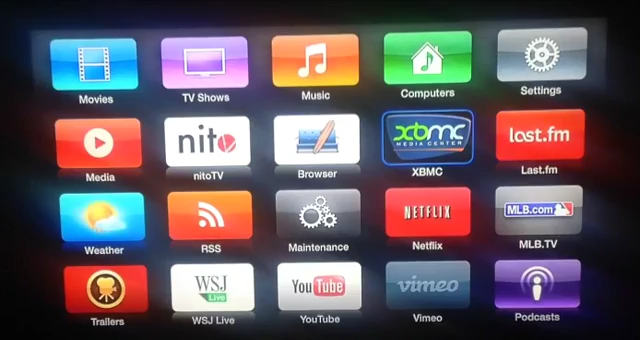 Movies
TV Shows
Music
Computers
Settings
nito
xbmc
MEDIA CENTER
last.fm
Media
nitoTV
Browser
XBMC
Last.fm
NETFLIX
MLB.com
Weather
RSS
Maintenance
Netflix
MLB.TV
WSJ
Live
YouTube
vimeo
Trailers
WSJ Live
YouTube
Vimeo
Podcasts